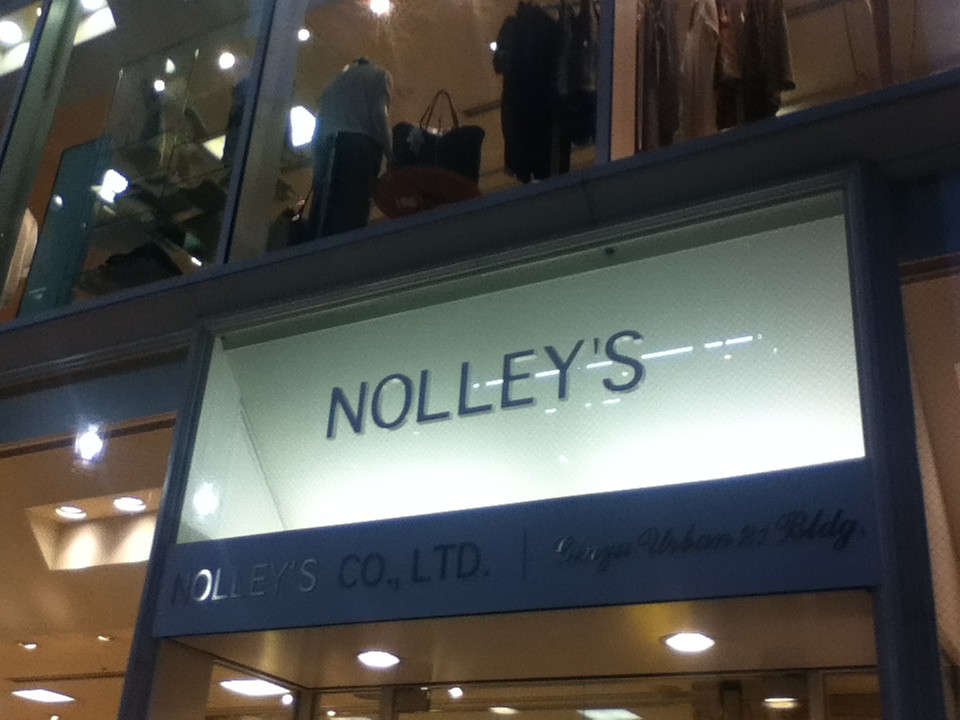 NOLLEY'S
NOLLEY'S CO., LTD. | Ginza Urban 21 Bldg.